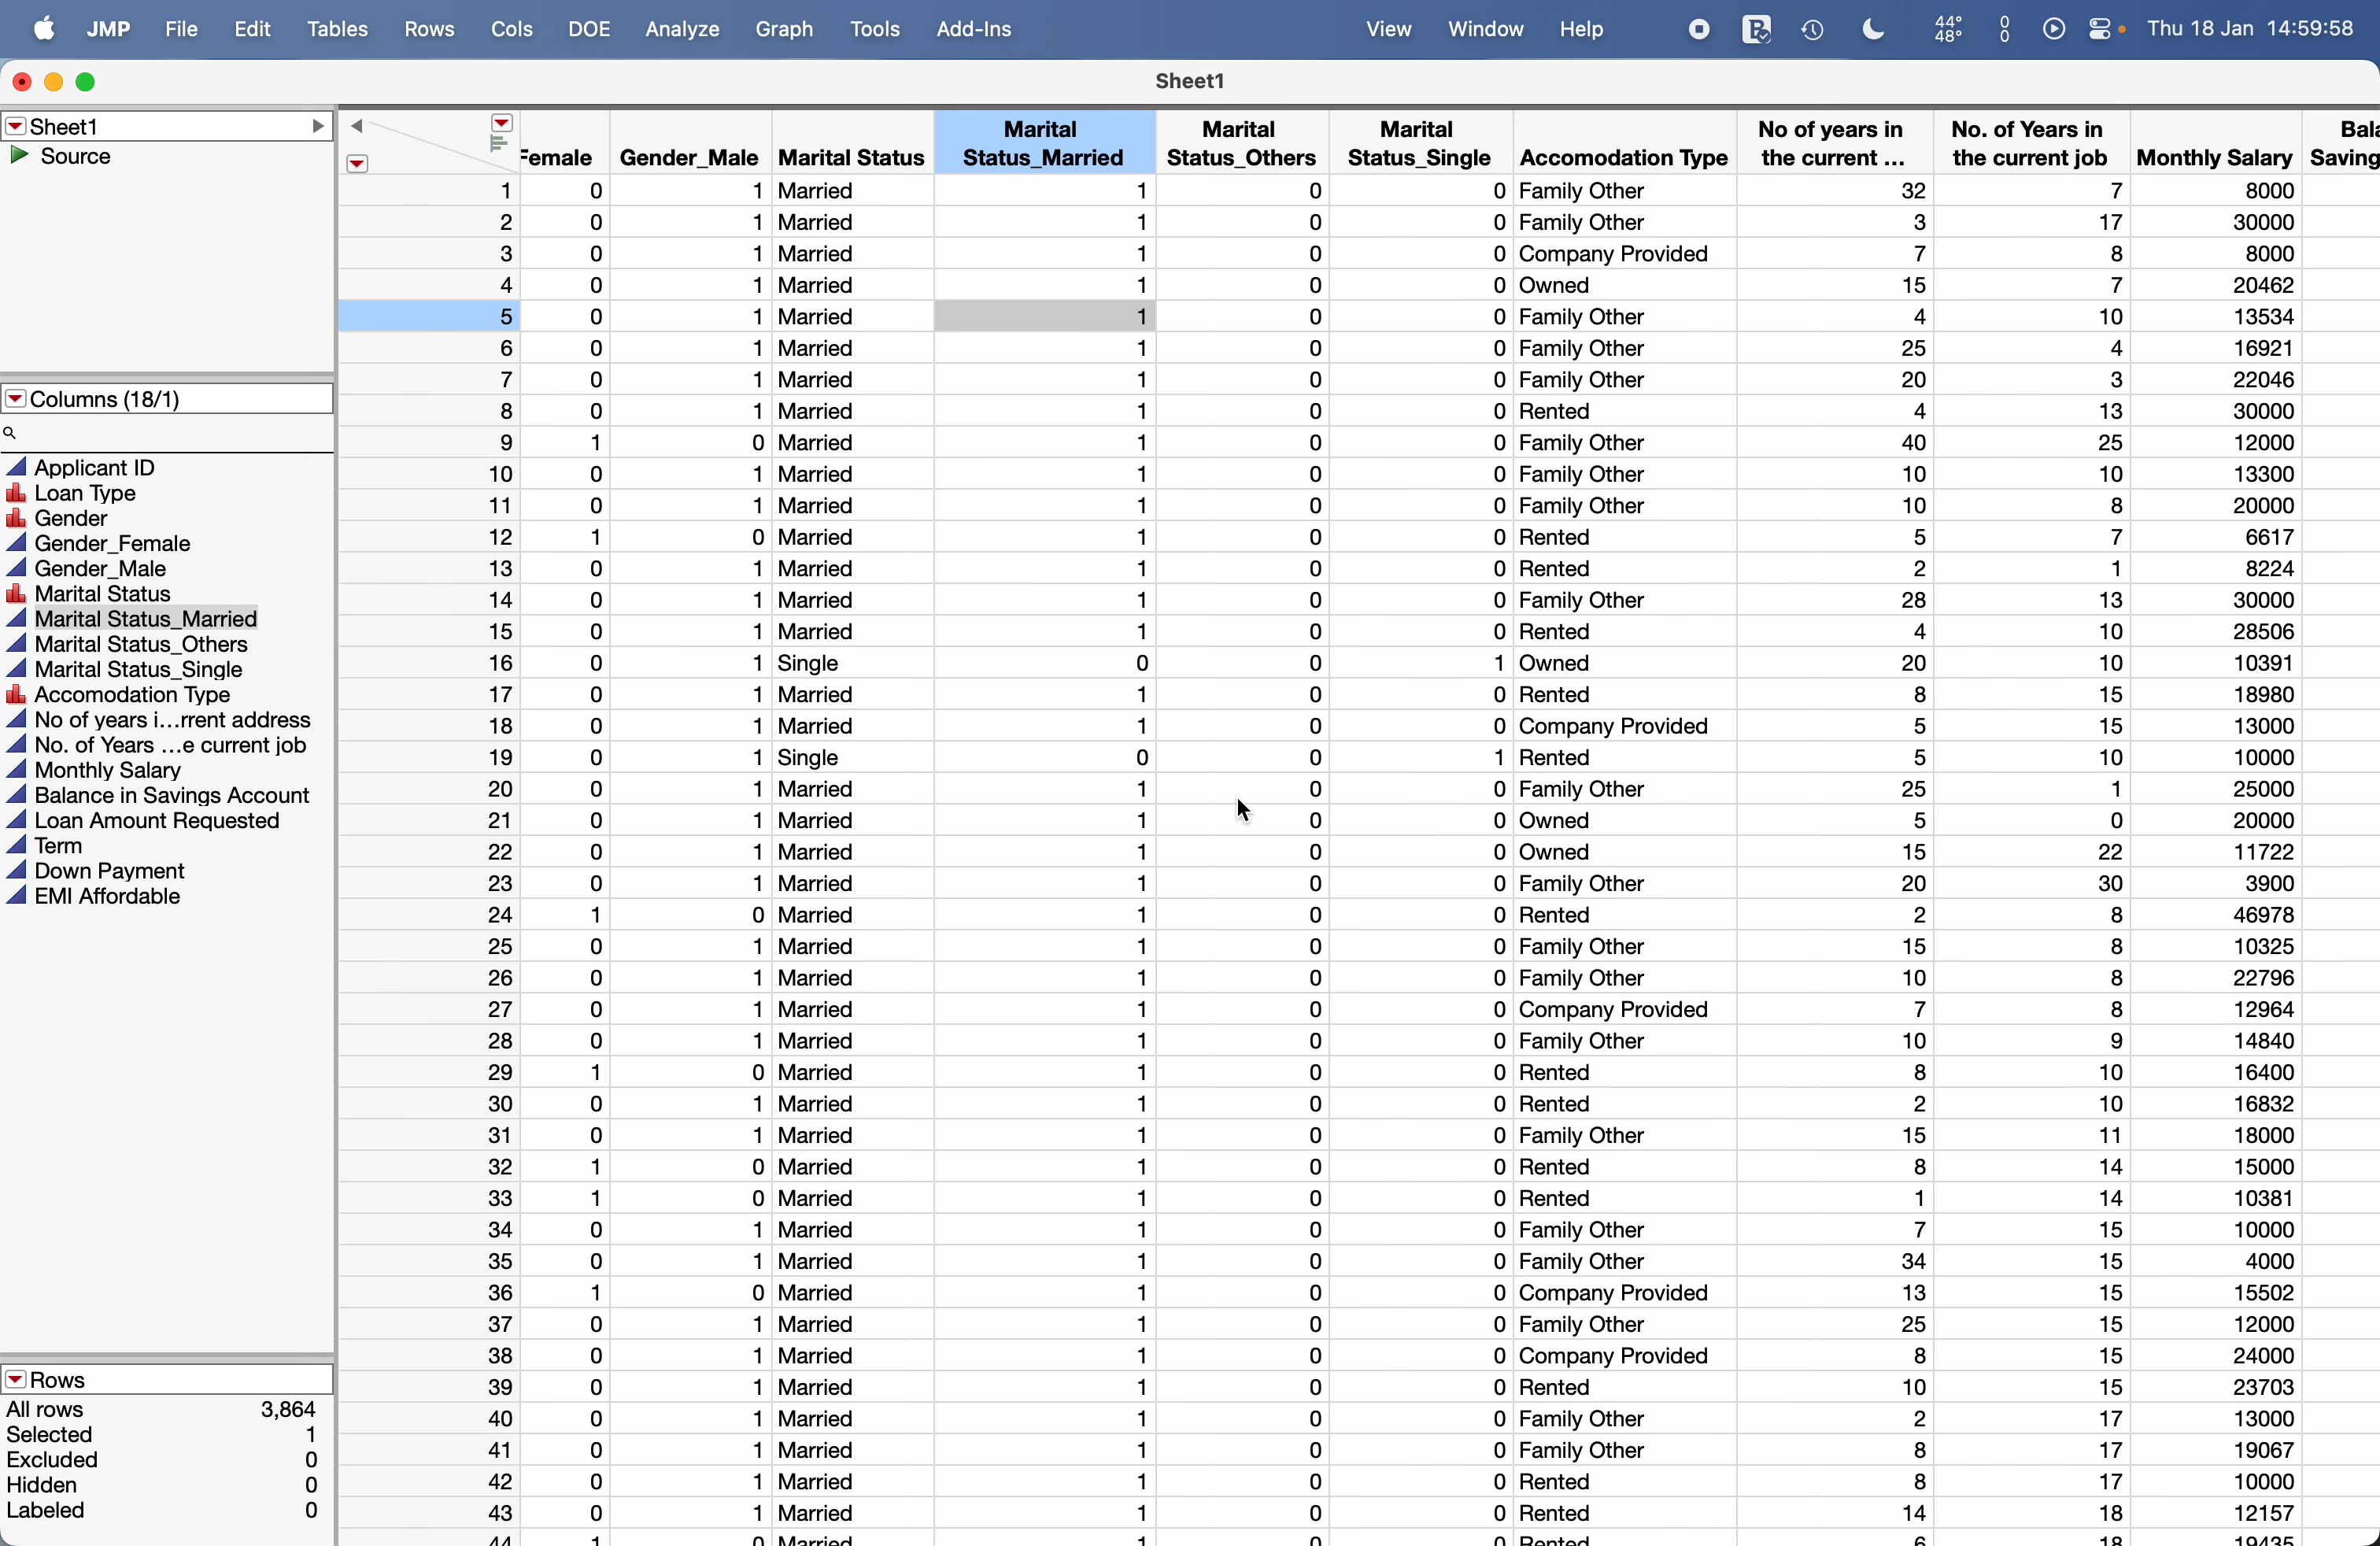 JMP File Edit Tables Rows Cols DOE Analyze Graph Tools Add-Ins View Window Help 44° 48° 0 0 Thu 18 Jan 14:59:58
Sheet1
Sheet1
Source
Columns (18/1)
Applicant ID
Loan Type
Gender
Gender_Female
Gender_Male
Marital Status
Marital Status_Married
Marital Status_Others
Marital Status_Single
Accomodation Type
No of years i...rrent address
No. of Years ...e current job
Monthly Salary
Balance in Savings Account
Loan Amount Requested
Term
Down Payment
EMI Affordable
Rows
All rows 3,864
Selected 1
Excluded 0
Hidden 0
Labeled 0
Female Gender_Male Marital Status Marital Status_Married Marital Status_Others Marital Status_Single Accomodation Type No of years in the current ... No. of Years in the current job Monthly Salary Bala Saving
1 0 1 Married 1 0 0 Family Other 32 7 8000
2 0 1 Married 1 0 0 Family Other 3 17 30000
3 0 1 Married 1 0 0 Company Provided 7 8 8000
4 0 1 Married 1 0 0 Owned 15 7 20462
5 0 1 Married 1 0 0 Family Other 4 10 13534
6 0 1 Married 1 0 0 Family Other 25 4 16921
7 0 1 Married 1 0 0 Family Other 20 3 22046
8 0 1 Married 1 0 0 Rented 4 13 30000
9 1 0 Married 1 0 0 Family Other 40 25 12000
10 0 1 Married 1 0 0 Family Other 10 10 13300
11 0 1 Married 1 0 0 Family Other 10 8 20000
12 1 0 Married 1 0 0 Rented 5 7 6617
13 0 1 Married 1 0 0 Rented 2 1 8224
14 0 1 Married 1 0 0 Family Other 28 13 30000
15 0 1 Married 1 0 0 Rented 4 10 28506
16 0 1 Single 0 0 1 Owned 20 10 10391
17 0 1 Married 1 0 0 Rented 8 15 18980
18 0 1 Married 1 0 0 Company Provided 5 15 13000
19 0 1 Single 0 0 1 Rented 5 10 10000
20 0 1 Married 1 0 0 Family Other 25 1 25000
21 0 1 Married 1 0 0 Owned 5 0 20000
22 0 1 Married 1 0 0 Owned 15 22 11722
23 0 1 Married 1 0 0 Family Other 20 30 3900
24 1 0 Married 1 0 0 Rented 2 8 46978
25 0 1 Married 1 0 0 Family Other 15 8 10325
26 0 1 Married 1 0 0 Family Other 10 8 22796
27 0 1 Married 1 0 0 Company Provided 7 8 12964
28 0 1 Married 1 0 0 Family Other 10 9 14840
29 1 0 Married 1 0 0 Rented 8 10 16400
30 0 1 Married 1 0 0 Rented 2 10 16832
31 0 1 Married 1 0 0 Family Other 15 11 18000
32 1 0 Married 1 0 0 Rented 8 14 15000
33 1 0 Married 1 0 0 Rented 1 14 10381
34 0 1 Married 1 0 0 Family Other 7 15 10000
35 0 1 Married 1 0 0 Family Other 34 15 4000
36 1 0 Married 1 0 0 Company Provided 13 15 15502
37 0 1 Married 1 0 0 Family Other 25 15 12000
38 0 1 Married 1 0 0 Company Provided 8 15 24000
39 0 1 Married 1 0 0 Rented 10 15 23703
40 0 1 Married 1 0 0 Family Other 2 17 13000
41 0 1 Married 1 0 0 Family Other 8 17 19067
42 0 1 Married 1 0 0 Rented 8 17 10000
43 0 1 Married 1 0 0 Rented 14 18 12157
44 1 0 Married 1 0 0 Rented 6 18 19435